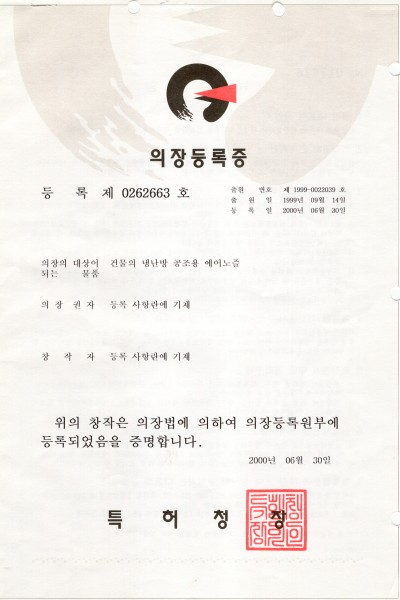 의장등록증
등 록 제 0262663 호
출원 번호 제 1999-0022039 호
출 원 일 1999년 09월 14일
등 록 일 2000년 06월 30일
의장의 대상이 건물의 냉난방 공조용 에어노즐
되는 물품
의 장 권 자 등록 사항란에 기재
창 작 자 등록 사항란에 기재
위의 창작은 의장법에 의하여 의장등록원부에
등록되었음을 증명합니다.
2000년 06월 30일
특 허 청 장